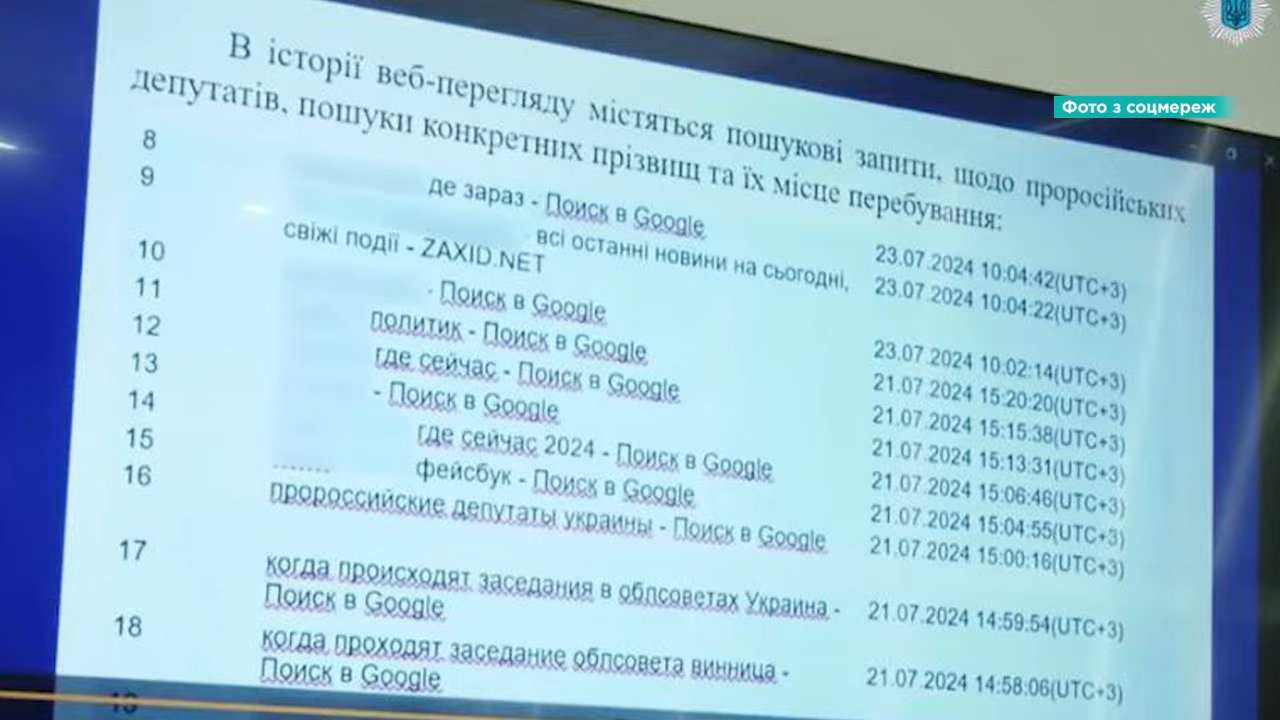 Фото з соцмереж
В історії веб-перегляду містяться пошукові запити, щодо проросійських
депутатів, пошуки конкретних прізвищ та їх місце перебування:
8
де зараз - Поиск в Google 23.07.2024 10:04:42(UTC+3)
9
всі останні новини на сьогодні, 23.07.2024 10:04:22(UTC+3)
свіжі події - ZAXID.NET
10
- Поиск в Google 23.07.2024 10:02:14(UTC+3)
11
политик - Поиск в Google 21.07.2024 15:20:20(UTC+3)
12
где сейчас - Поиск в Google 21.07.2024 15:15:38(UTC+3)
13
- Поиск в Google 21.07.2024 15:13:31(UTC+3)
14
где сейчас 2024 - Поиск в Google 21.07.2024 15:06:46(UTC+3)
15
фейсбук - Поиск в Google 21.07.2024 15:04:55(UTC+3)
16
пророссийские депутаты украины - Поиск в Google 21.07.2024 15:00:16(UTC+3)
17
когда происходят заседания в облсоветах Украина - 21.07.2024 14:59:54(UTC+3)
Поиск в Google
18
когда проходят заседание облсовета винница - 21.07.2024 14:58:06(UTC+3)
Поиск в Google
19